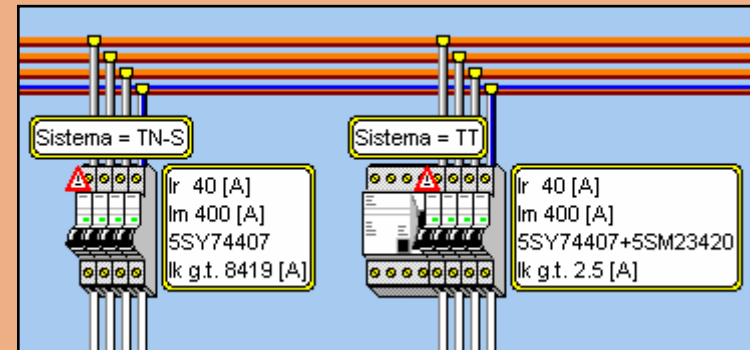 Sistema = TN-S
Ir 40 [A]
Im 400 [A]
5SY74407
Ik g.t. 8419 [A]
Sistema = TT
Ir 40 [A]
Im 400 [A]
5SY74407+5SM23420
Ik g.t. 2.5 [A]